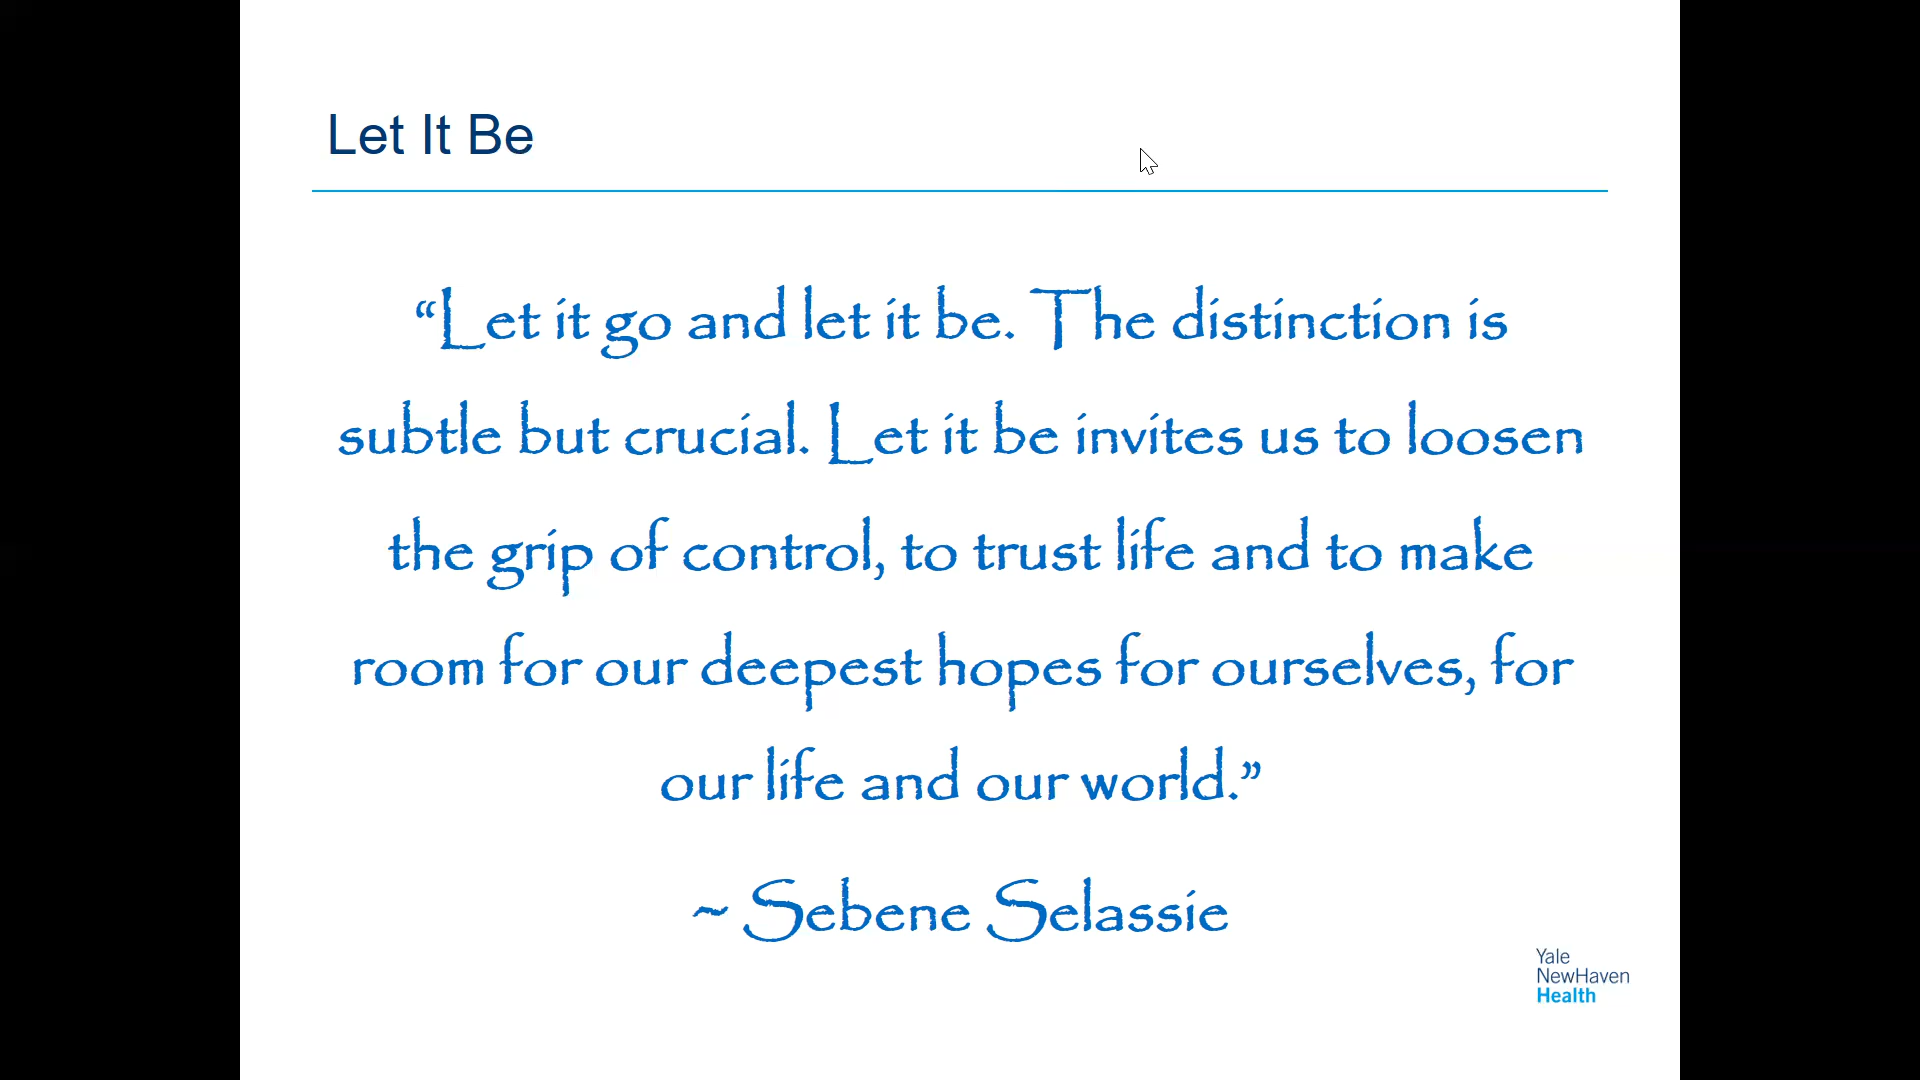 Let It Be
“Let it go and let it be. The distinction is
subtle but crucial. Let it be invites us to loosen
the grip of control, to trust life and to make
room for our deepest hopes for ourselves, for
our life and our world.”
~ Sebene Selassie
Yale
NewHaven
Health